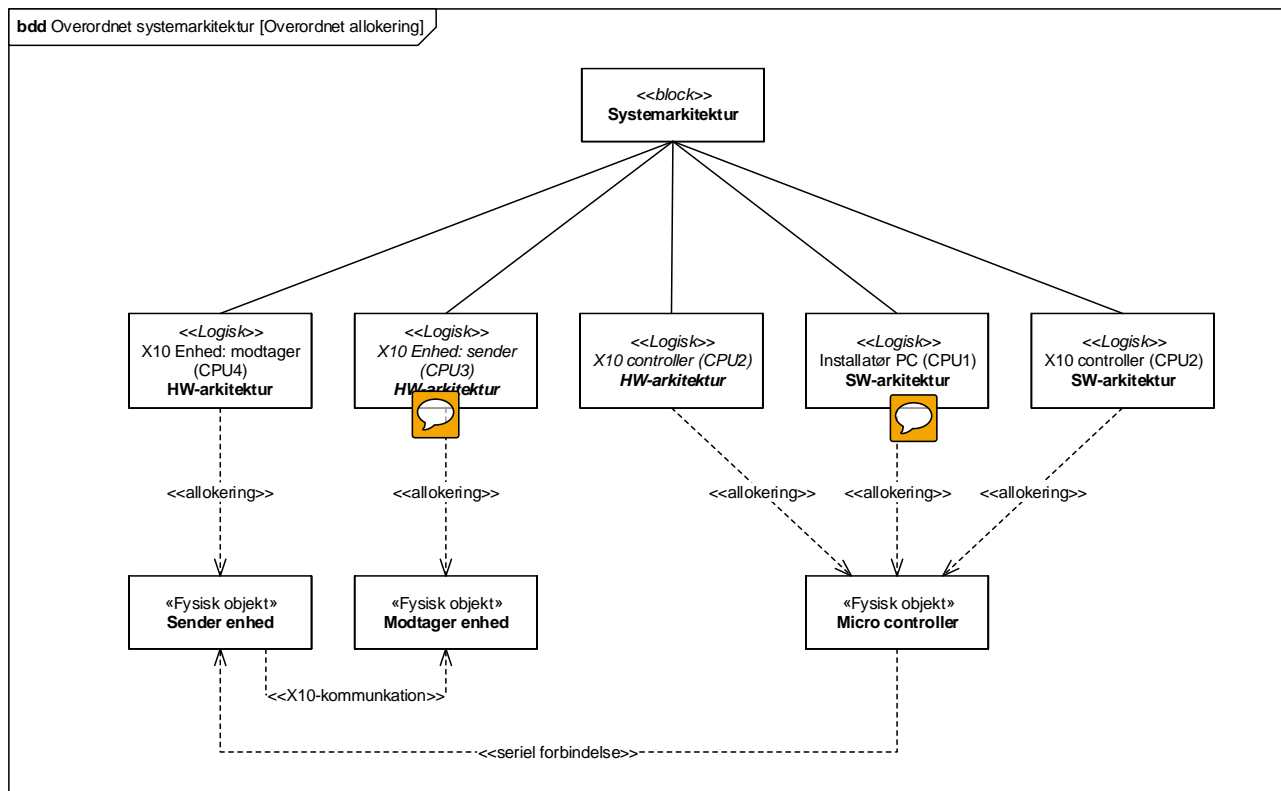 bdd Overordnet systemarkitektur [Overordnet allokering]
<<block>>
Systemarkitektur
<<Logisk>>
X10 Enhed: modtager
(CPU4)
HW-arkitektur
<<Logisk>>
X10 Enhed: sender
(CPU3)
HW-arkitektur
<<Logisk>>
X10 controller (CPU2)
HW-arkitektur
<<Logisk>>
Installatør PC (CPU1)
SW-arkitektur
<<Logisk>>
X10 controller (CPU2)
SW-arkitektur
<<allokering>>
<<allokering>>
<<allokering>>
<<allokering>>
<<allokering>>
«Fysisk objekt»
Sender enhed
«Fysisk objekt»
Modtager enhed
«Fysisk objekt»
Micro controller
<<X10-kommunkation>>
<<seriel forbindelse>>